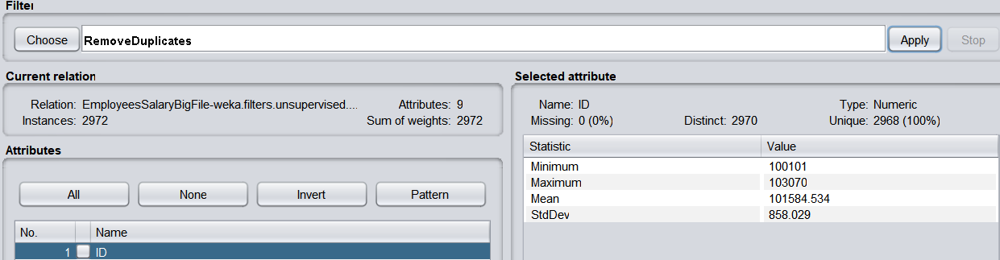 Filter
Choose RemoveDuplicates Apply Stop
Current relation
Relation: EmployeesSalaryBigFile-weka.filters.unsupervised.... Attributes: 9
Instances: 2972 Sum of weights: 2972
Attributes
All None Invert Pattern
No. Name
1 ID
Selected attribute
Name: ID Type: Numeric
Missing: 0 (0%) Distinct: 2970 Unique: 2968 (100%)
Statistic Value
Minimum 100101
Maximum 103070
Mean 101584.534
StdDev 858.029